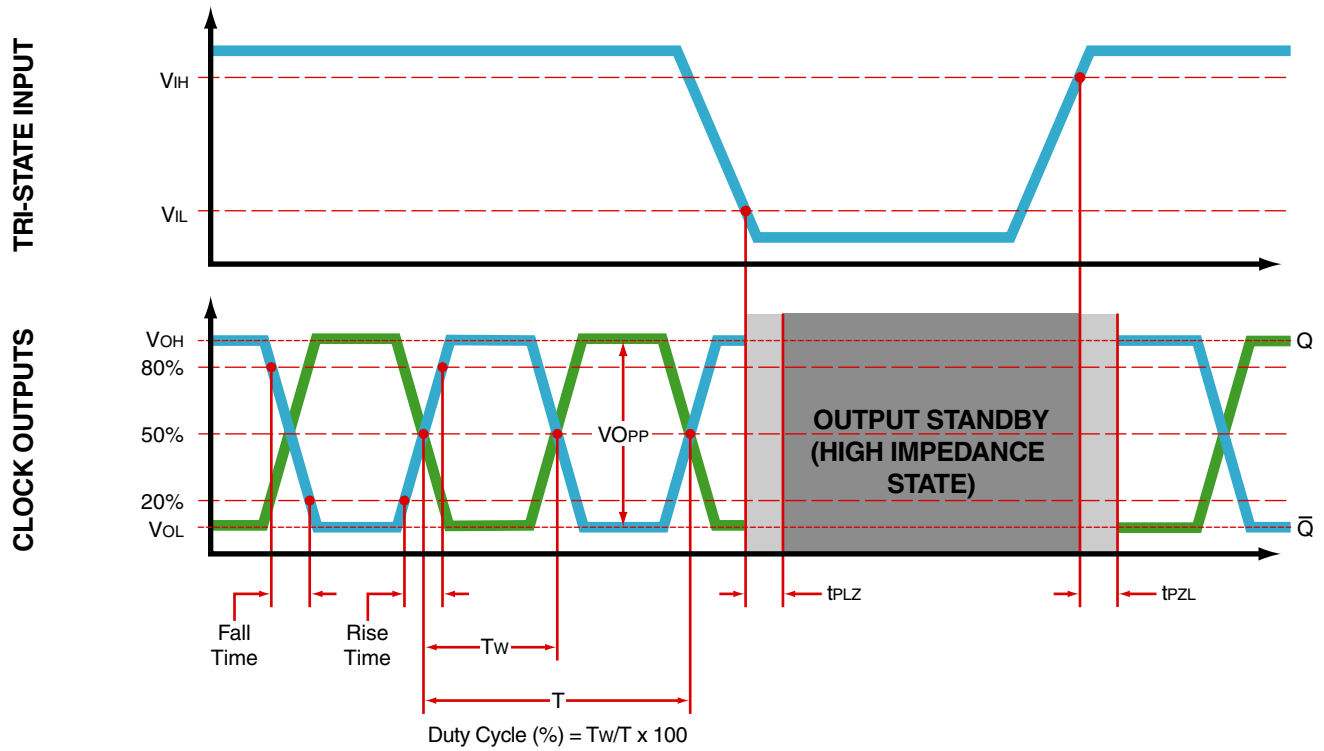 TRI-STATE INPUT
VIH
VIL
CLOCK OUTPUTS
VOH
80%
50%
20%
VOL
VOPP
OUTPUT STANDBY
(HIGH IMPEDANCE
STATE)
Q
Q̅
Fall
Time
Rise
Time
tPLZ
tPZL
TW
T
Duty Cycle (%) = TW/T x 100